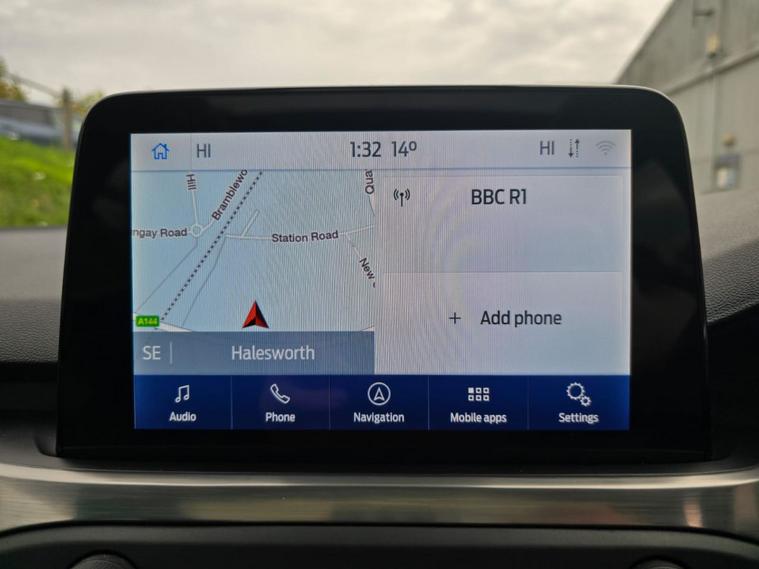 HI 1:32 14º HI
Hill
Bramblewo
Qua
ngay Road
Station Road
New
A144
SE Halesworth
BBC R1
+ Add phone
Audio Phone Navigation Mobile apps Settings